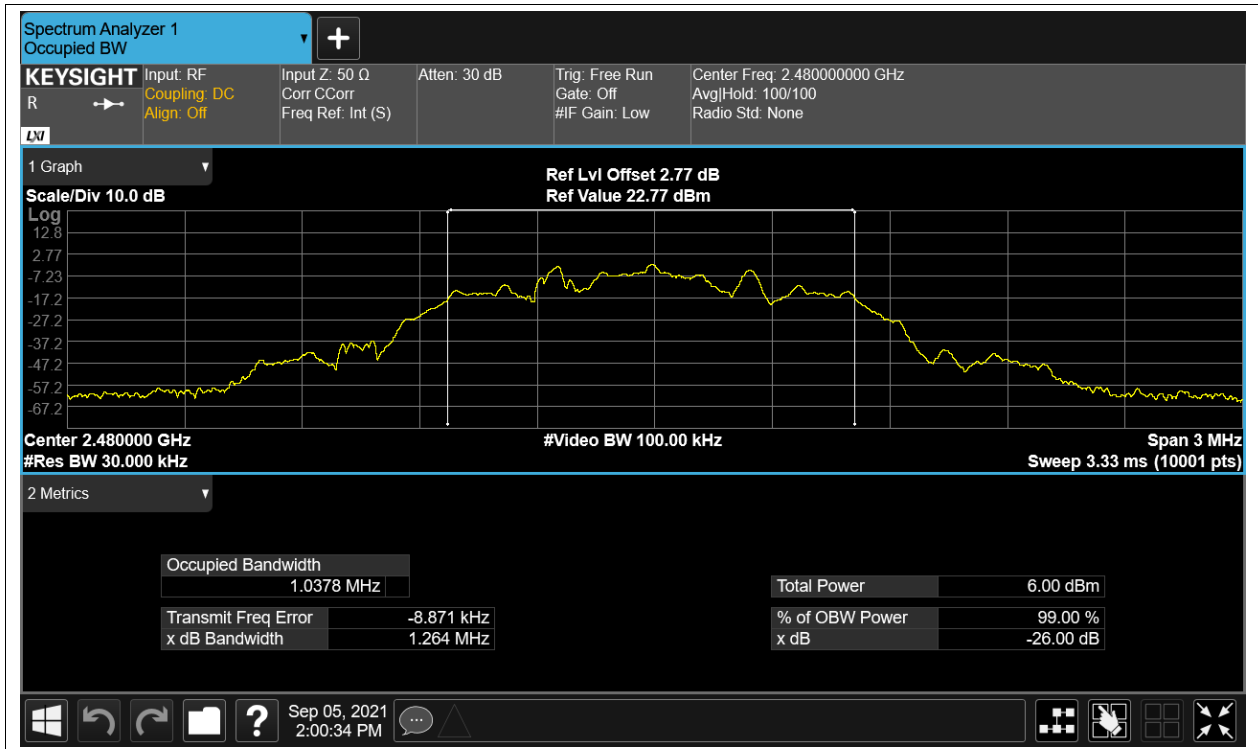 Spectrum Analyzer 1
Occupied BW
KEYSIGHT
R
LXI
Input: RF
Coupling: DC
Align: Off
Input Z: 50 Ω
Corr CCorr
Freq Ref: Int (S)
Atten: 30 dB
Trig: Free Run
Gate: Off
#IF Gain: Low
Center Freq: 2.480000000 GHz
Avg|Hold: 100/100
Radio Std: None
1 Graph
Scale/Div 10.0 dB
Ref Lvl Offset 2.77 dB
Ref Value 22.77 dBm
Log
12.8
2.77
-7.23
-17.2
-27.2
-37.2
-47.2
-57.2
-67.2
Center 2.480000 GHz
#Res BW 30.000 kHz
#Video BW 100.00 kHz
Span 3 MHz
Sweep 3.33 ms (10001 pts)
2 Metrics
Occupied Bandwidth
1.0378 MHz
Transmit Freq Error -8.871 kHz
x dB Bandwidth 1.264 MHz
Total Power 6.00 dBm
% of OBW Power 99.00 %
x dB -26.00 dB
?
Sep 05, 2021
2:00:34 PM